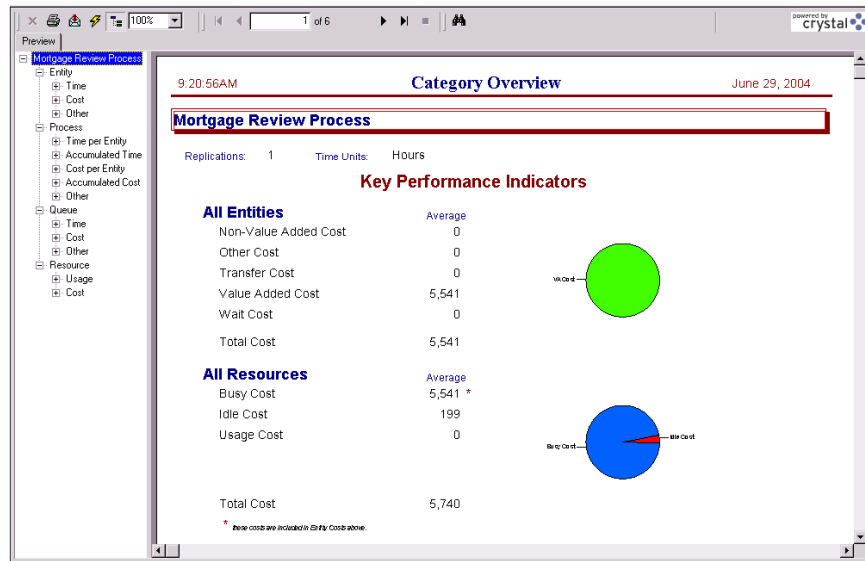 100%
1 of 6
powered by
crystal
Preview
Mortgage Review Process
Entity
Time
Cost
Other
Process
Time per Entity
Accumulated Time
Cost per Entity
Accumulated Cost
Other
Queue
Time
Cost
Other
Resource
Usage
Cost
9:20:56AM Category Overview June 29, 2004
Mortgage Review Process
Replications: 1 Time Units: Hours
Key Performance Indicators
All Entities Average
Non-Value Added Cost 0
Other Cost 0
Transfer Cost 0
Value Added Cost 5,541
Wait Cost 0
Total Cost 5,541
VA Cost
All Resources Average
Busy Cost 5,541 *
Idle Cost 199
Usage Cost 0
Busy Cost
Idle Cost
Total Cost 5,740
* these costs are included in Entity Costs above.